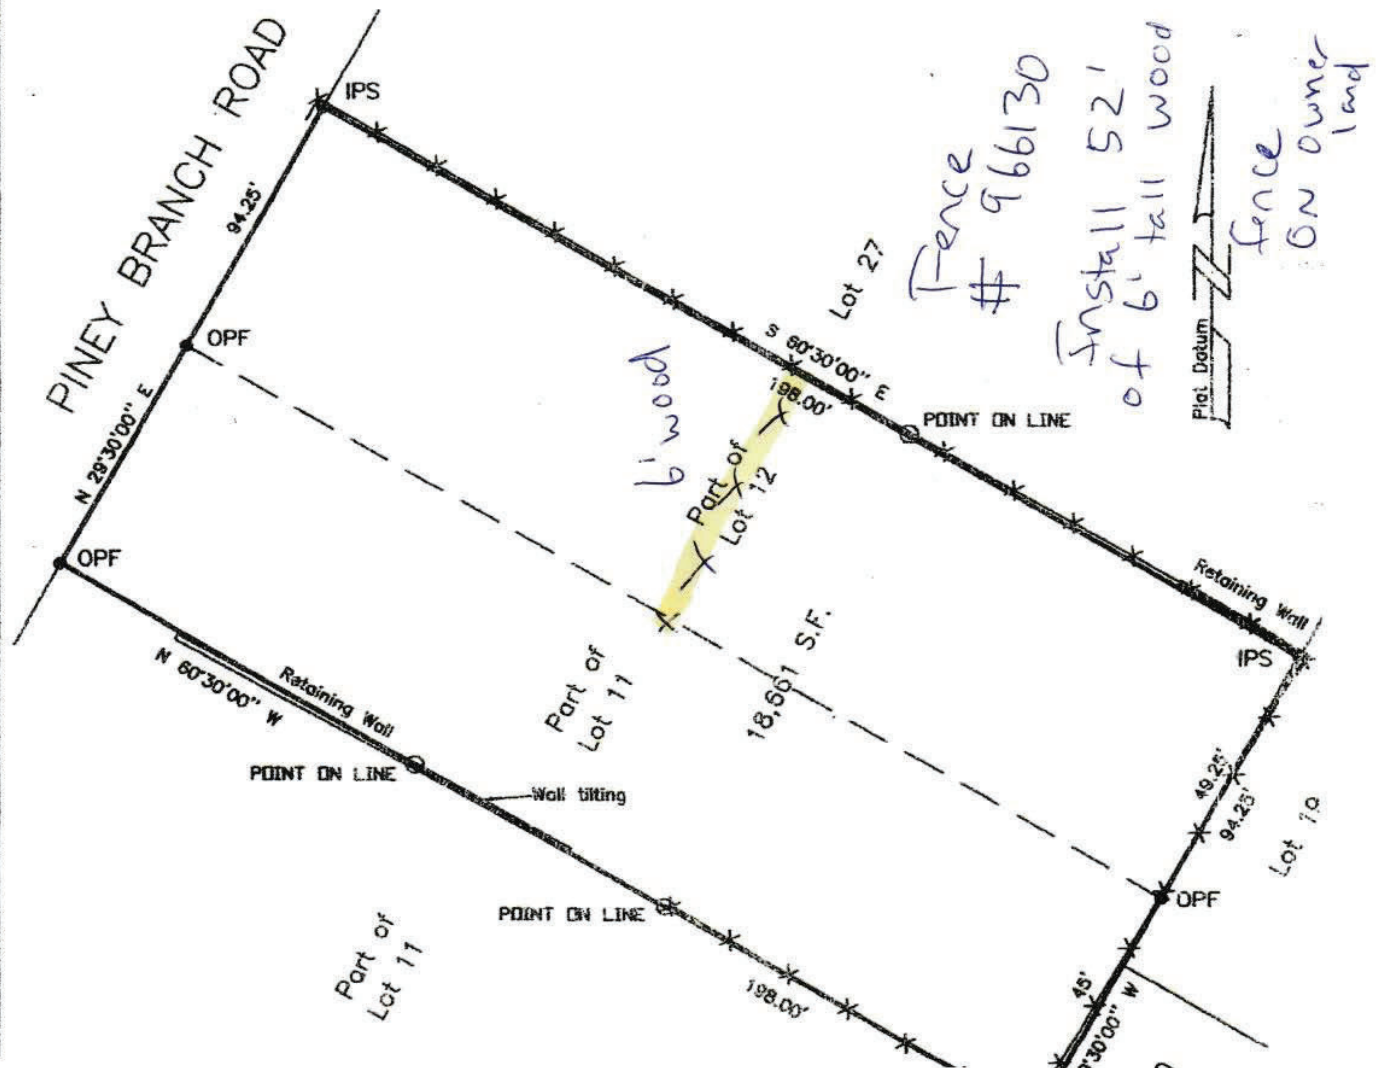 PINEY BRANCH ROAD
IPS
94.25'
OPF
N 29°30'00" E
OPF
Fence
# 966130
Install 52'
of 6' tall wood
fence
ON owner
land
Plat Datum
Lot 27
S 60°30'00" E
198.00'
POINT ON LINE
6' wood
Part of
Lot 12
Retaining Wall
IPS
N 60°30'00" W
Retaining Wall
POINT ON LINE
Wall tilting
Part of
Lot 11
18,661 S.F.
49.25'
94.25'
OPF
POINT ON LINE
Part of
Lot 11
198.00'
45'
30'00" W